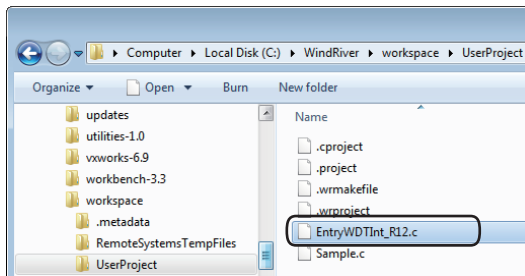 Computer ▸ Local Disk (C:) ▸ WindRiver ▸ workspace ▸ UserProject
Organize ▼ Open ▼ Burn New folder
updates
utilities-1.0
vxworks-6.9
workbench-3.3
workspace
.metadata
RemoteSystemsTempFiles
UserProject
Name
.cproject
.project
.wrmakefile
.wrproject
EntryWDTInt_R12.c
Sample.c